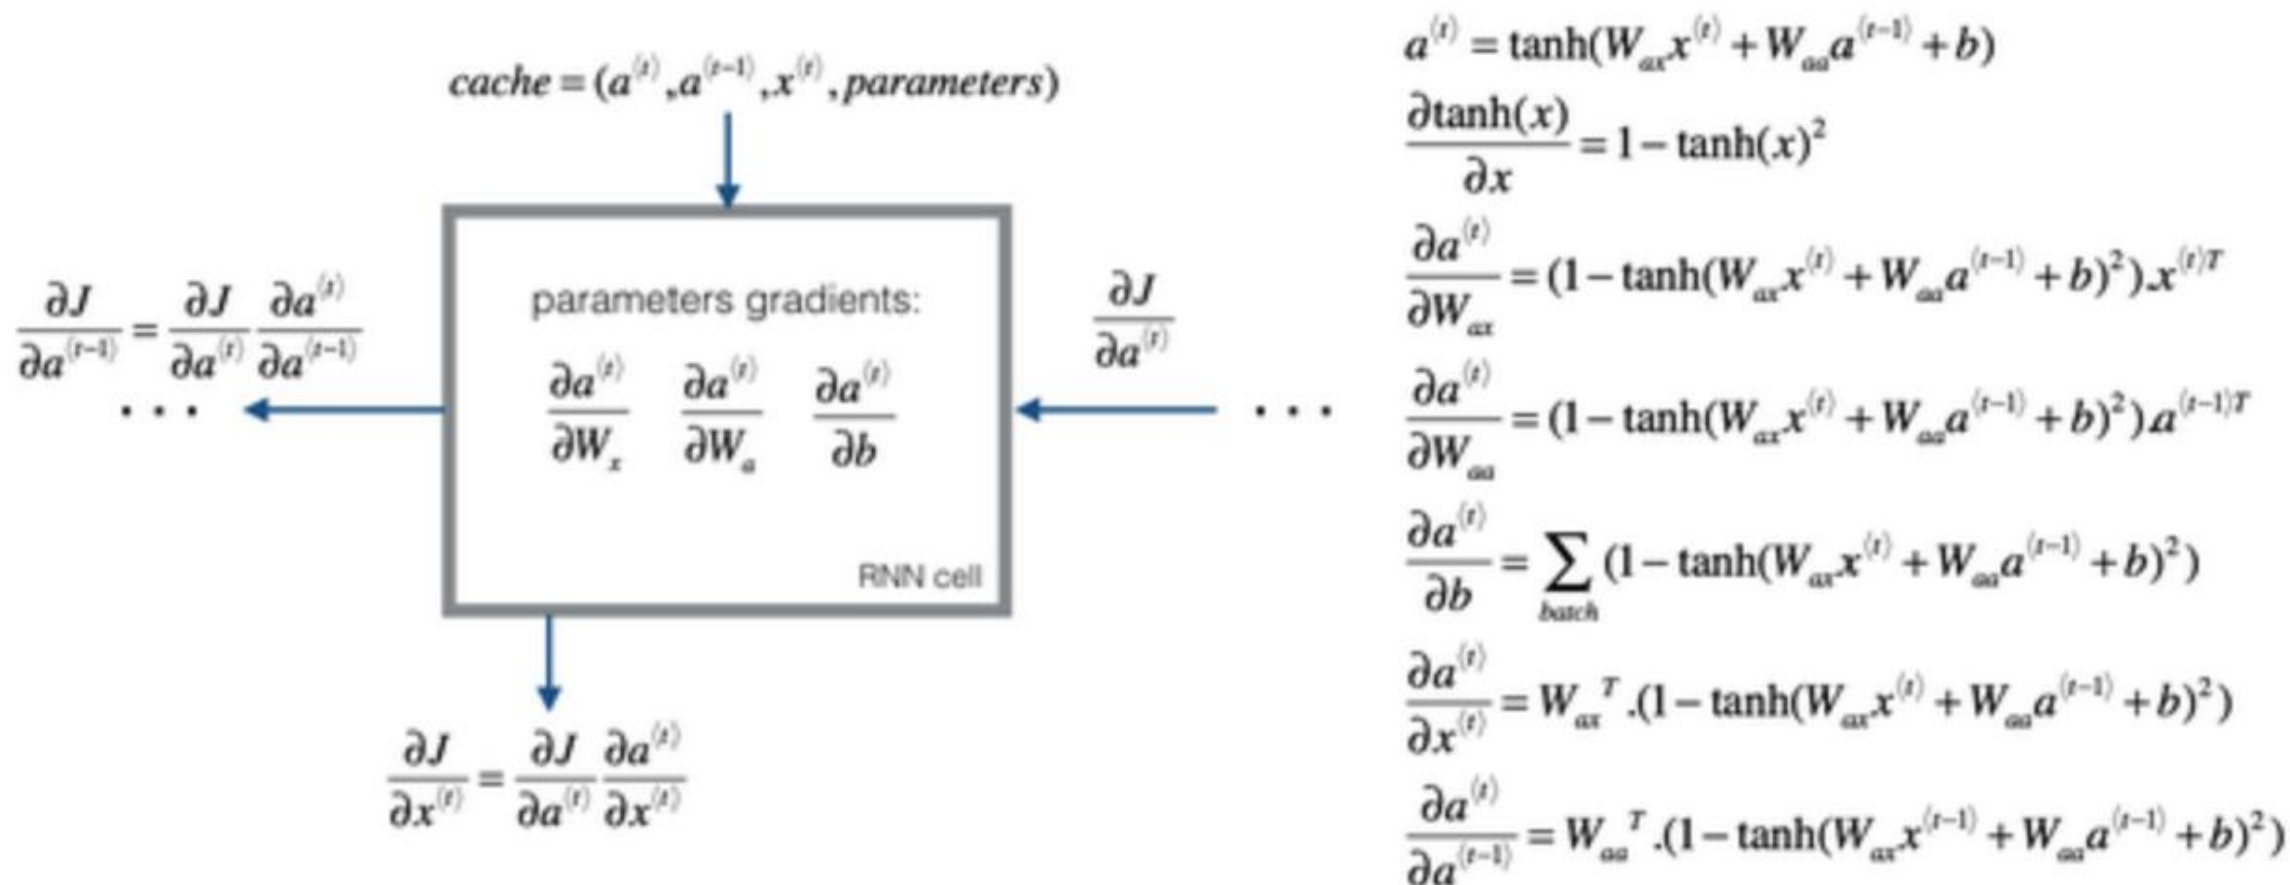 cache = (a^⟨t⟩, a^⟨t-1⟩, x^⟨t⟩, parameters)
∂J/∂a^⟨t-1⟩ = ∂J/∂a^⟨t⟩ ∂a^⟨t⟩/∂a^⟨t-1⟩
. . .
parameters gradients:
∂a^⟨t⟩/∂W_x ∂a^⟨t⟩/∂W_a ∂a^⟨t⟩/∂b
RNN cell
∂J/∂a^⟨t⟩
. . .
∂J/∂x^⟨t⟩ = ∂J/∂a^⟨t⟩ ∂a^⟨t⟩/∂x^⟨t⟩
a^⟨t⟩ = tanh(W_ax x^⟨t⟩ + W_aa a^⟨t-1⟩ + b)
∂tanh(x)/∂x = 1 − tanh(x)²
∂a^⟨t⟩/∂W_ax = (1 − tanh(W_ax x^⟨t⟩ + W_aa a^⟨t-1⟩ + b)²).x^⟨t⟩T
∂a^⟨t⟩/∂W_aa = (1 − tanh(W_ax x^⟨t⟩ + W_aa a^⟨t-1⟩ + b)²).a^⟨t-1⟩T
∂a^⟨t⟩/∂b = ∑_batch (1 − tanh(W_ax x^⟨t⟩ + W_aa a^⟨t-1⟩ + b)²)
∂a^⟨t⟩/∂x^⟨t⟩ = W_ax^T .(1 − tanh(W_ax x^⟨t⟩ + W_aa a^⟨t-1⟩ + b)²)
∂a^⟨t⟩/∂a^⟨t-1⟩ = W_aa^T .(1 − tanh(W_ax x^⟨t-1⟩ + W_aa a^⟨t-1⟩ + b)²)